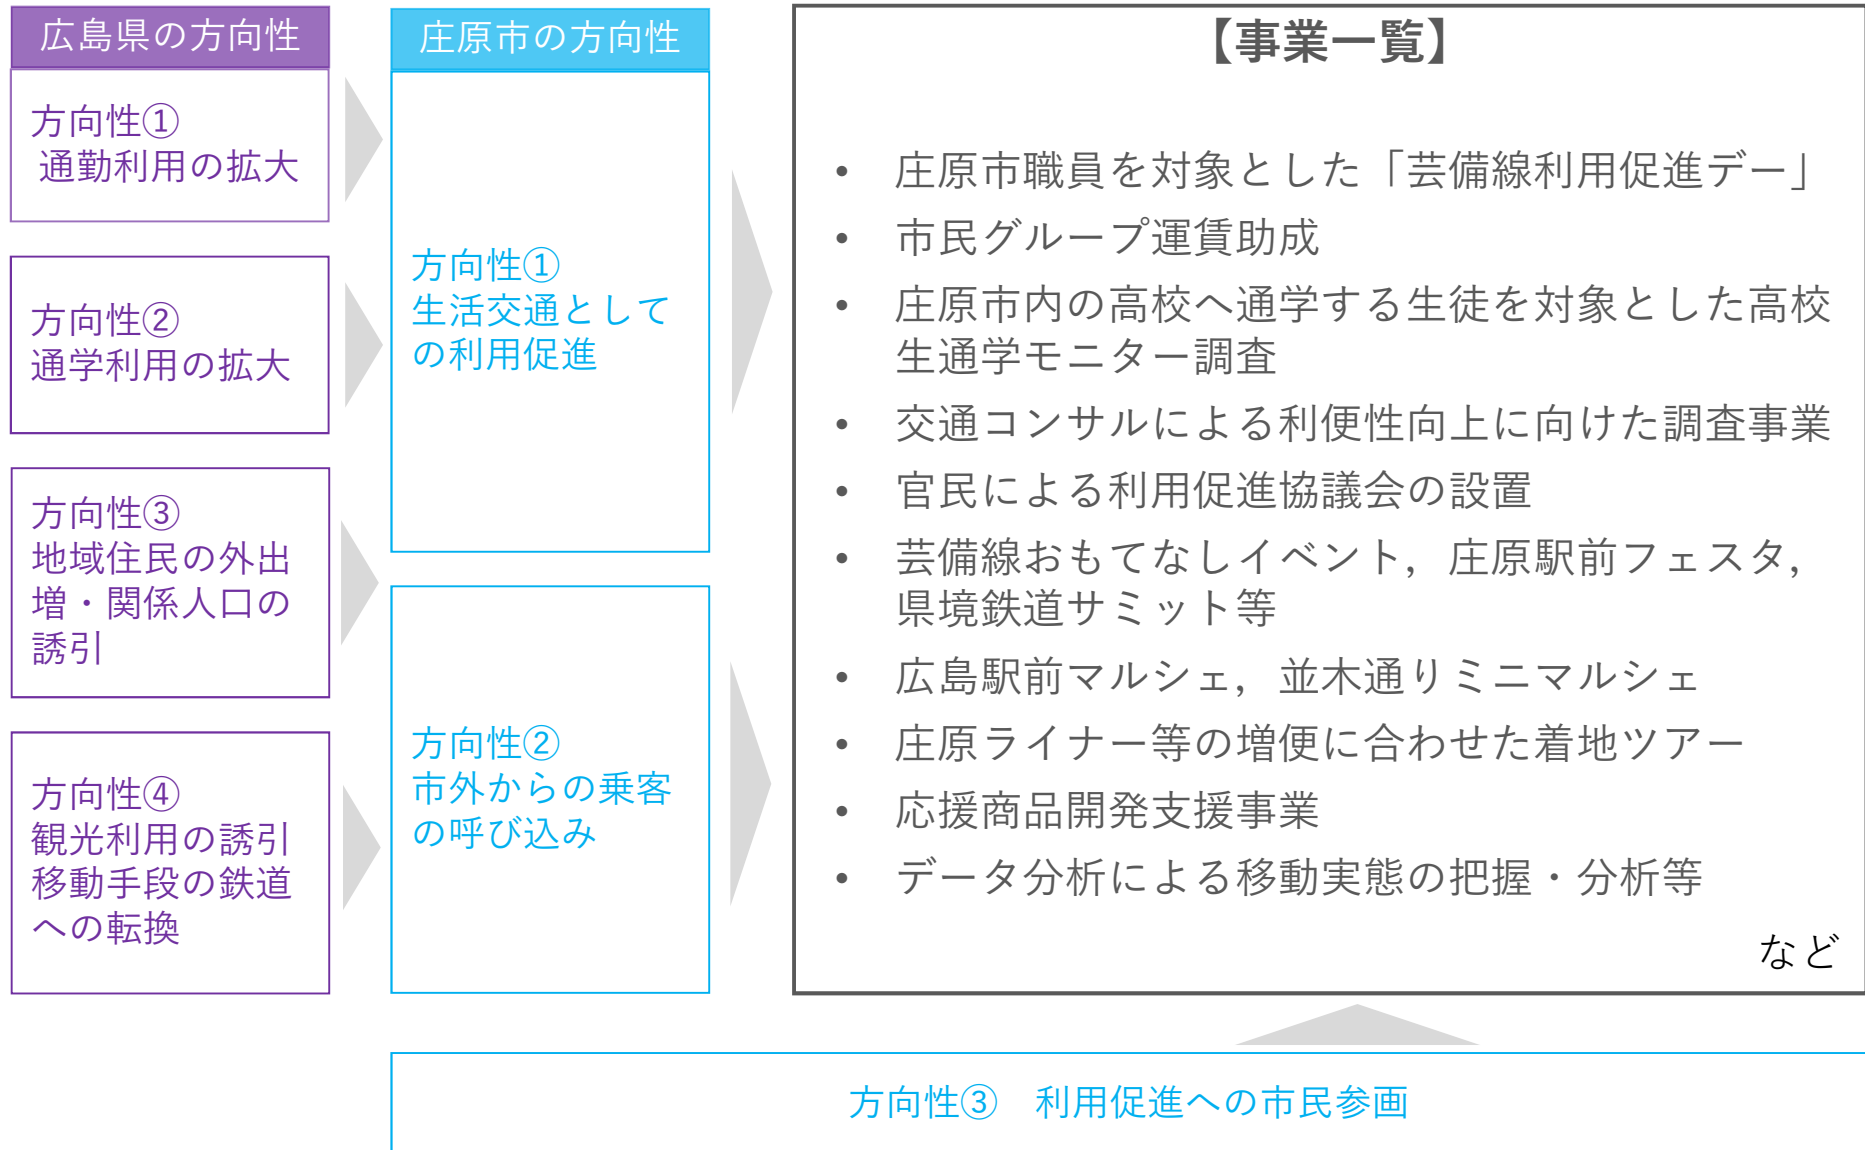 広島県の方向性
方向性①
通勤利用の拡大
方向性②
通学利用の拡大
方向性③
地域住民の外出
増・関係人口の
誘引
方向性④
観光利用の誘引
移動手段の鉄道
への転換
庄原市の方向性
方向性①
生活交通として
の利用促進
方向性②
市外からの乗客
の呼び込み
【事業一覧】
• 庄原市職員を対象とした「芸備線利用促進デー」
• 市民グループ運賃助成
• 庄原市内の高校へ通学する生徒を対象とした高校
生通学モニター調査
• 交通コンサルによる利便性向上に向けた調査事業
• 官民による利用促進協議会の設置
• 芸備線おもてなしイベント，庄原駅前フェスタ，
県境鉄道サミット等
• 広島駅前マルシェ，並木通りミニマルシェ
• 庄原ライナー等の増便に合わせた着地ツアー
• 応援商品開発支援事業
• データ分析による移動実態の把握・分析等
など
方向性③　利用促進への市民参画